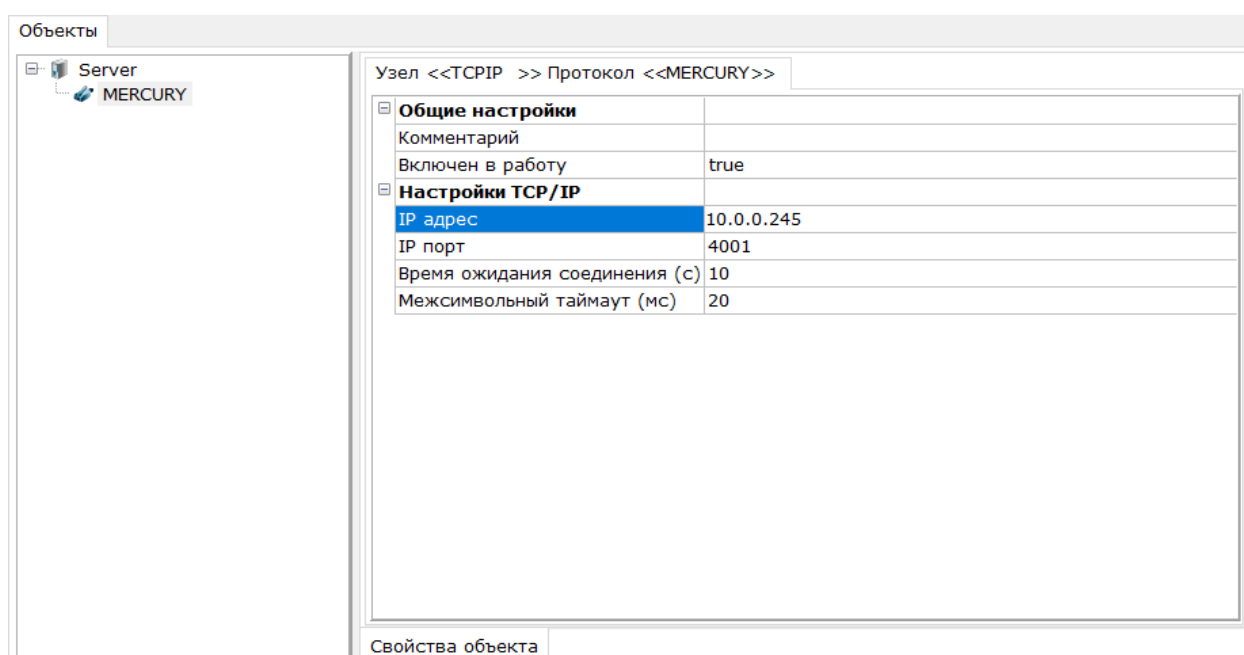 Объекты
Server
MERCURY
Узел <<TCPIP >> Протокол <<MERCURY>>
Общие настройки
Комментарий
Включен в работу true
Настройки TCP/IP
IP адрес 10.0.0.245
IP порт 4001
Время ожидания соединения (с) 10
Межсимвольный таймаут (мс) 20
Свойства объекта